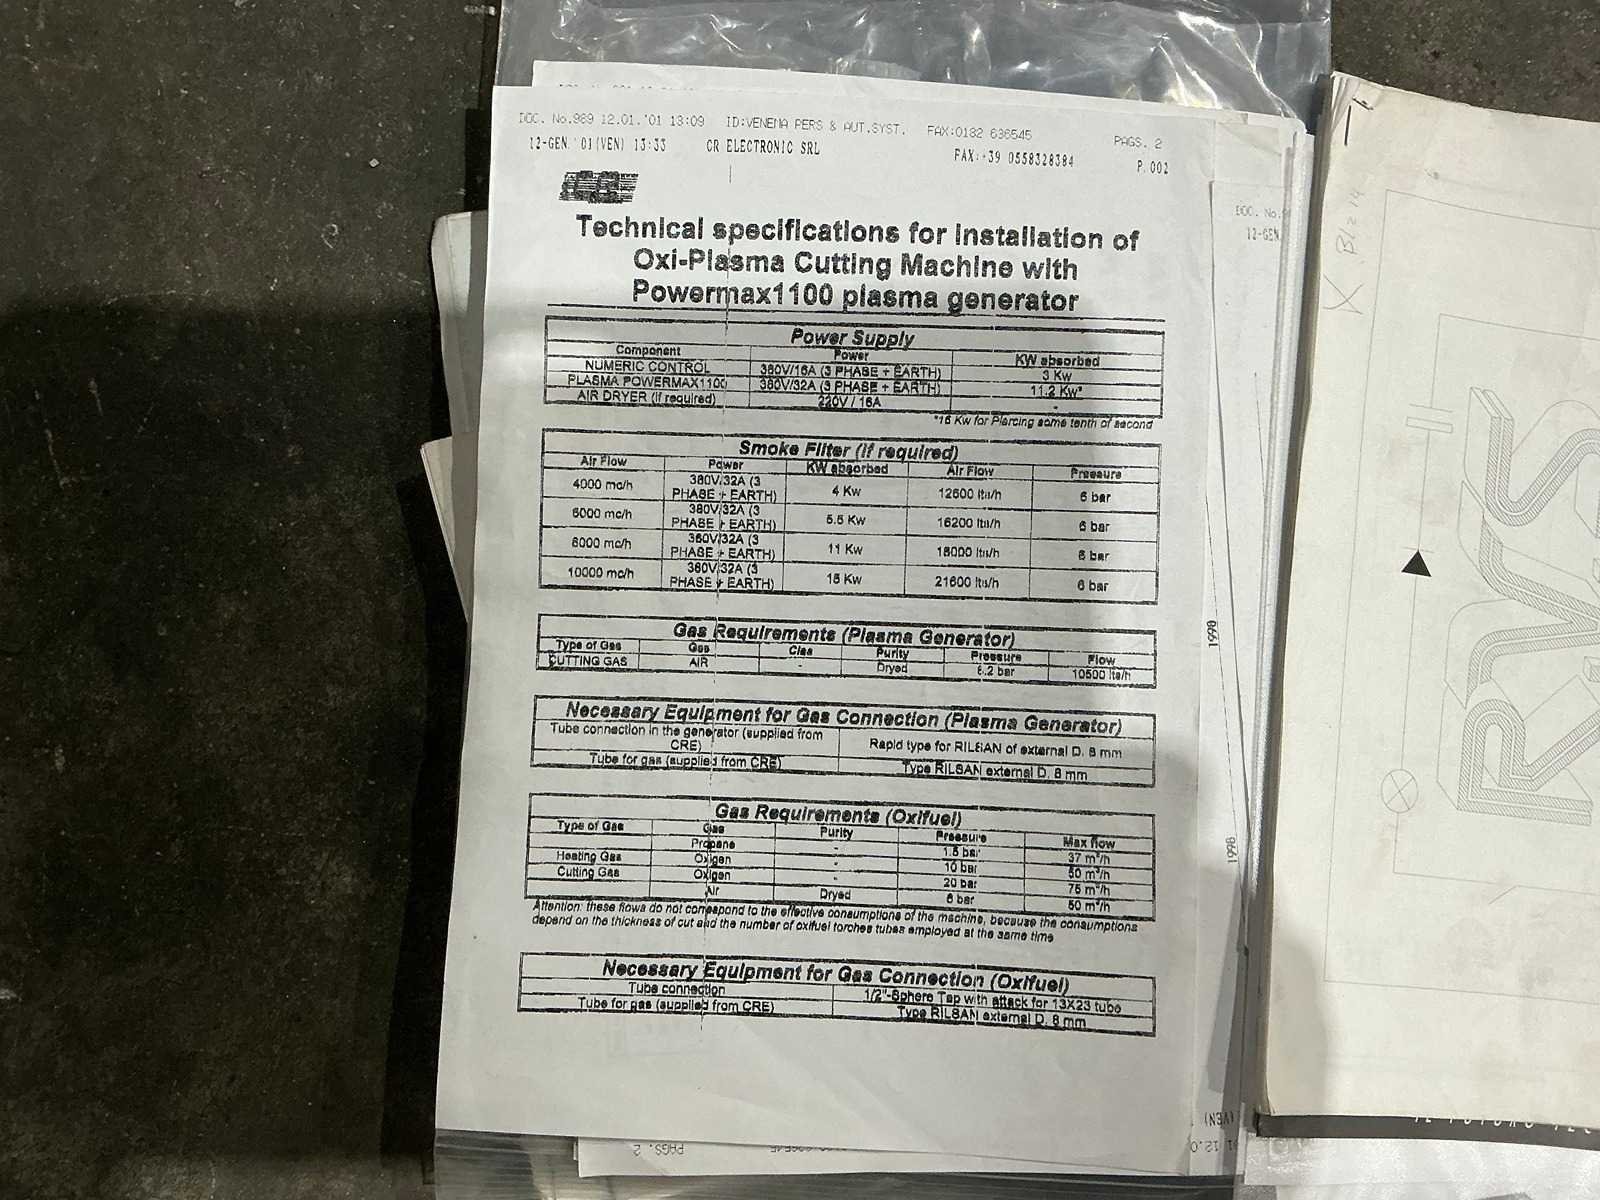 DOC. No.989 12.01.'01 13:09 ID:VENEMA PERS & AUT.SYST. FAX:0182 636545 PAGS. 2
12-GEN.'01(VEN) 13:33 CR ELECTRONIC SRL FAX:+39 0558328384 P.002
Technical specifications for installation of
Oxi-Plasma Cutting Machine with
Powermax1100 plasma generator
Power Supply
Component Power KW absorbed
NUMERIC CONTROL 380V/16A (3 PHASE + EARTH) 3 Kw
PLASMA POWERMAX1100 380V/32A (3 PHASE + EARTH) 11.2 Kw*
AIR DRYER (if required) 220V / 16A -
*16 Kw for Piercing some tenth of second
Smoke Filter (if required)
Air Flow Power KW absorbed Air Flow Pressure
4000 mc/h 380V/32A (3 PHASE + EARTH) 4 Kw 12600 ltu/h 6 bar
6000 mc/h 380V/32A (3 PHASE + EARTH) 5.5 Kw 16200 ltu/h 6 bar
8000 mc/h 380V/32A (3 PHASE + EARTH) 11 Kw 18000 ltu/h 6 bar
10000 mc/h 380V/32A (3 PHASE + EARTH) 15 Kw 21600 ltu/h 6 bar
Gas Requirements (Plasma Generator)
Type of Gas Gas Clas Purity Pressure Flow
CUTTING GAS AIR - Dryed 6.2 bar 10500 lts/h
Necessary Equipment for Gas Connection (Plasma Generator)
Tube connection in the generator (supplied from CRE) Rapid type for RILSAN of external D. 8 mm
Tube for gas (supplied from CRE) Type RILSAN external D. 8 mm
Gas Requirements (Oxifuel)
Type of Gas Gas Purity Pressure Max flow
Propane - 1.5 bar 37 m³/h
Heating Gas Oxigen - 10 bar 50 m³/h
Cutting Gas Oxigen - 20 bar 75 m³/h
Air Dryed 6 bar 50 m³/h
Attention: these flows do not correspond to the effective consumptions of the machine, because the consumptions
depend on the thickness of cut and the number of oxifuel torches tubes employed at the same time
Necessary Equipment for Gas Connection (Oxifuel)
Tube connection 1/2"-Sphere Tap with attack for 13X23 tube
Tube for gas (supplied from CRE) Type RILSAN external D. 8 mm
DOC. No.
12-GEN.
1998
1998
RVS
PAGS. 2
(VEN)